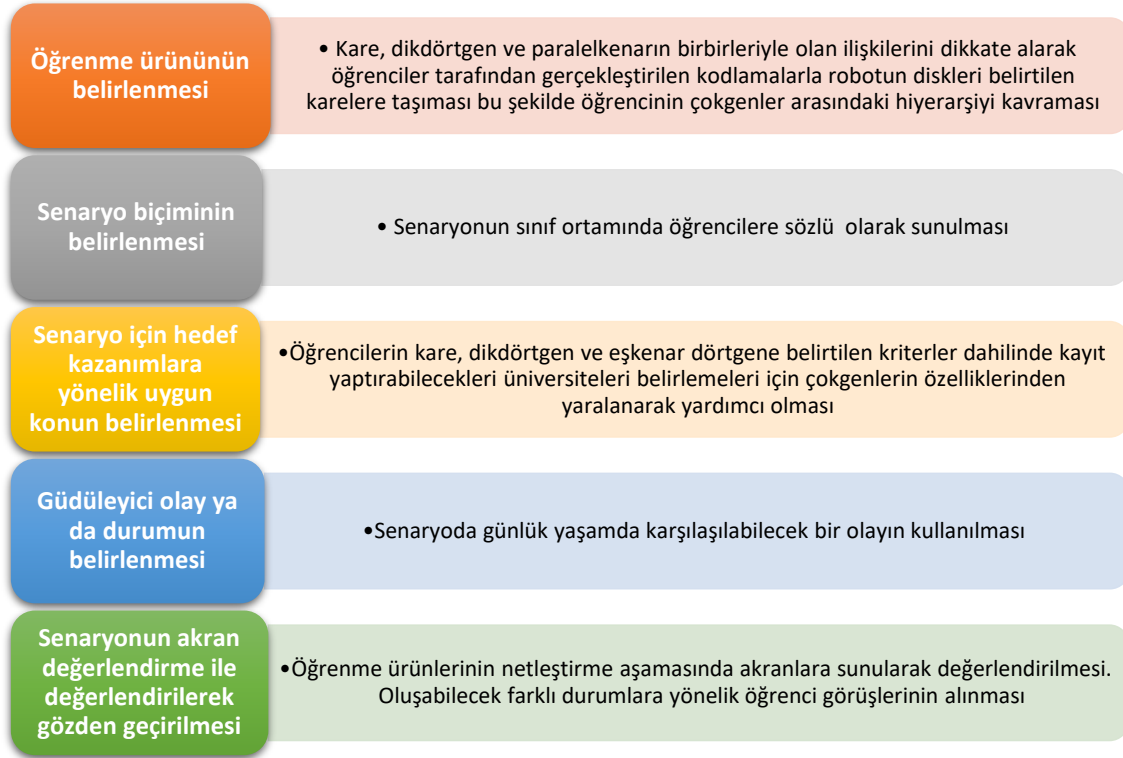 Öğrenme ürününün
belirlenmesi
• Kare, dikdörtgen ve paralelkenarın birbirleriyle olan ilişkilerini dikkate alarak
öğrenciler tarafından gerçekleştirilen kodlamalarla robotun diskleri belirtilen
karelere taşıması bu şekilde öğrencinin çokgenler arasındaki hiyerarşiyi kavraması
Senaryo biçiminin
belirlenmesi
• Senaryonun sınıf ortamında öğrencilere sözlü olarak sunulması
Senaryo için hedef
kazanımlara
yönelik uygun
konun belirlenmesi
•Öğrencilerin kare, dikdörtgen ve eşkenar dörtgene belirtilen kriterler dahilinde kayıt
yaptırabilecekleri üniversiteleri belirlemeleri için çokgenlerin özelliklerinden
yaralanarak yardımcı olması
Güdüleyici olay ya
da durumun
belirlenmesi
•Senaryoda günlük yaşamda karşılaşılabilecek bir olayın kullanılması
Senaryonun akran
değerlendirme ile
değerlendirilerek
gözden geçirilmesi
•Öğrenme ürünlerinin netleştirme aşamasında akranlara sunularak değerlendirilmesi.
Oluşabilecek farklı durumlara yönelik öğrenci görüşlerinin alınması